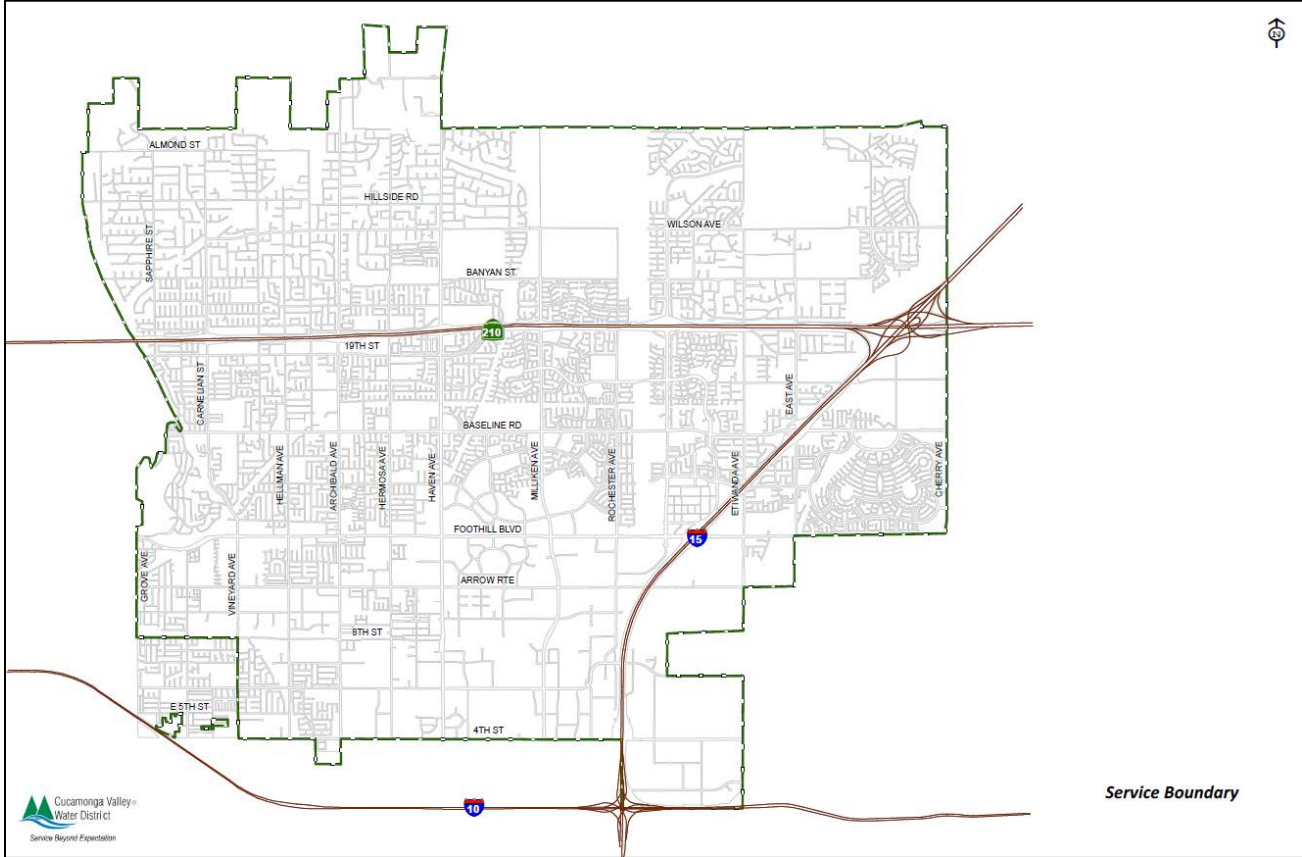 N
ALMOND ST
HILLSIDE RD
SAPPHIRE ST
WILSON AVE
BANYAN ST
210
19TH ST
CARNELIAN ST
EAST AVE
BASELINE RD
HELLMAN AVE
ARCHIBALD AVE
HERMOSA AVE
HAVEN AVE
MILLIKEN AVE
ROCHESTER AVE
ETIWANDA AVE
CHERRY AVE
FOOTHILL BLVD
15
GROVE AVE
VINEYARD AVE
ARROW RTE
8TH ST
E 5TH ST
4TH ST
10
Cucamonga Valley
Water District
Service Beyond Expectation
Service Boundary